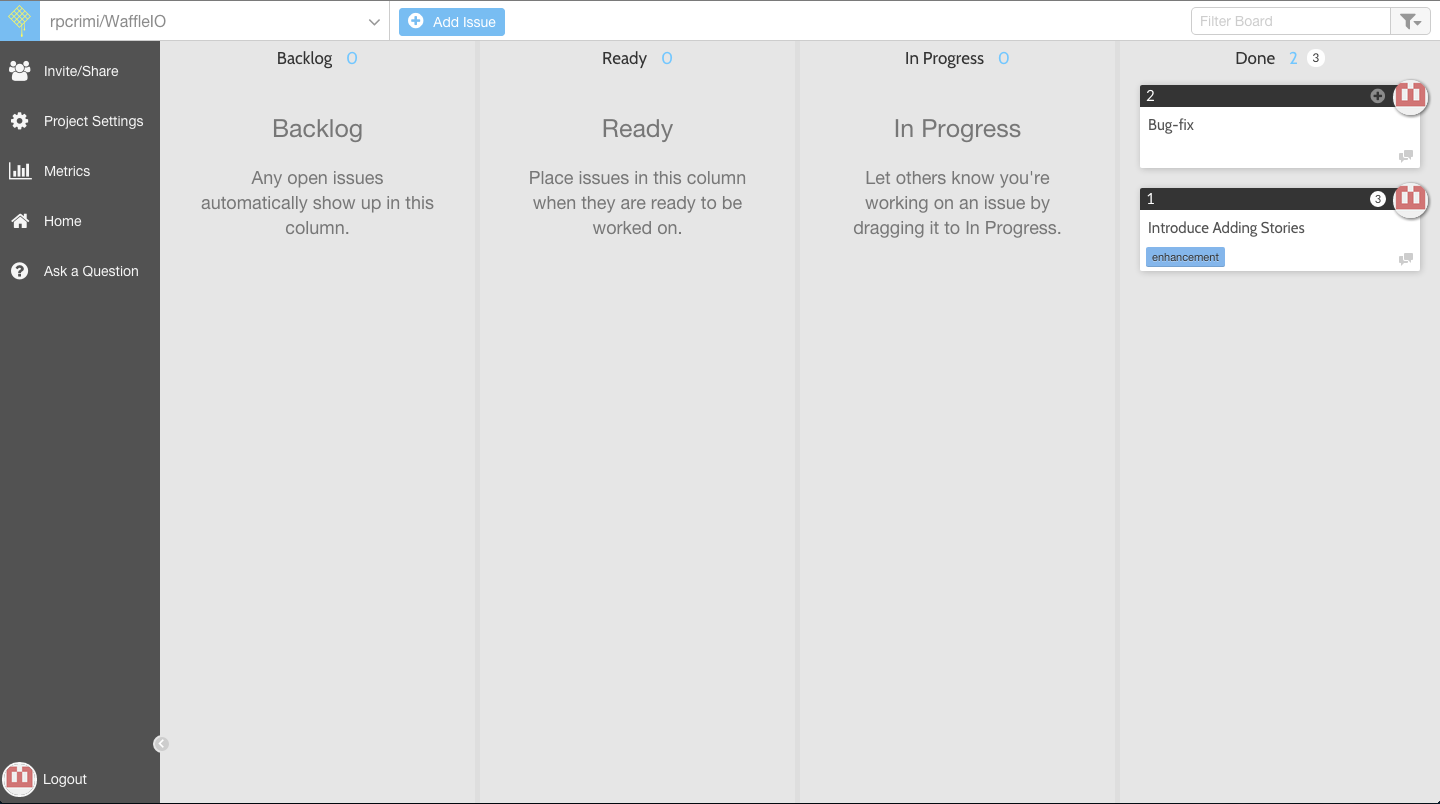 rpcrimi/WaffleIO
Add Issue
Filter Board
Invite/Share
Project Settings
Metrics
Home
Ask a Question
Logout
Backlog 0
Backlog
Any open issues
automatically show up in this
column.
Ready 0
Ready
Place issues in this column
when they are ready to be
worked on.
In Progress 0
In Progress
Let others know you're
working on an issue by
dragging it to In Progress.
Done 2 3
2
Bug-fix
1 3
Introduce Adding Stories
enhancement